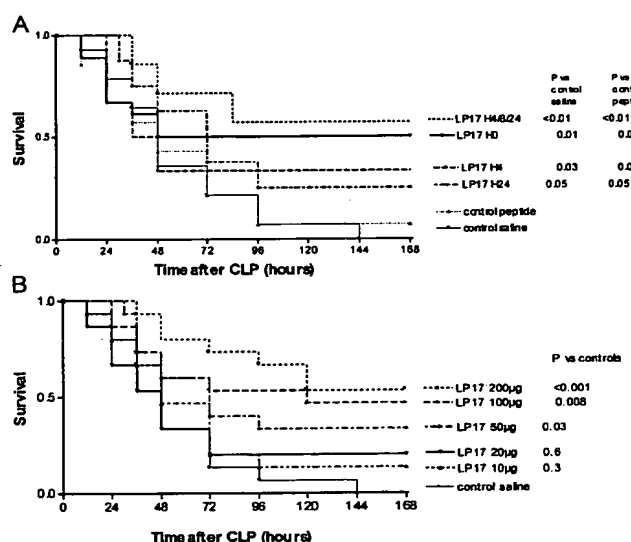 A
Survival
1.0
0.5
0.0
0 24 48 72 96 120 144 168
Time after CLP (hours)
P vs control saline
P vs
LP17 H4/8/24 <0.01 <0.01
LP17 H0 0.01
LP17 H4 0.03
LP17 H24 0.05 0.05
control peptide
control saline
B
Survival
1.0
0.5
0.0
0 24 48 72 96 120 144 168
Time after CLP (hours)
P vs controls
LP17 200µg <0.001
LP17 100µg 0.008
LP17 50µg 0.03
LP17 20µg 0.6
LP17 10µg 0.3
control saline